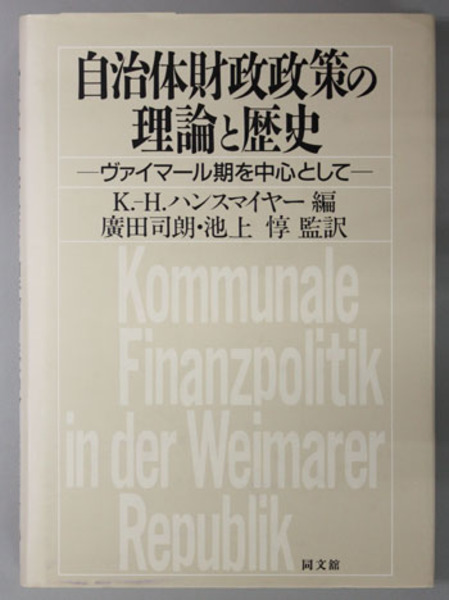 自治体財政政策の
理論と歴史
─ヴァイマール期を中心として─
K.-H.ハンスマイヤー 編
廣田司朗・池上 惇 監訳
Kommunale
Finanzpolitik
in der Weimarer
Republik
同文舘